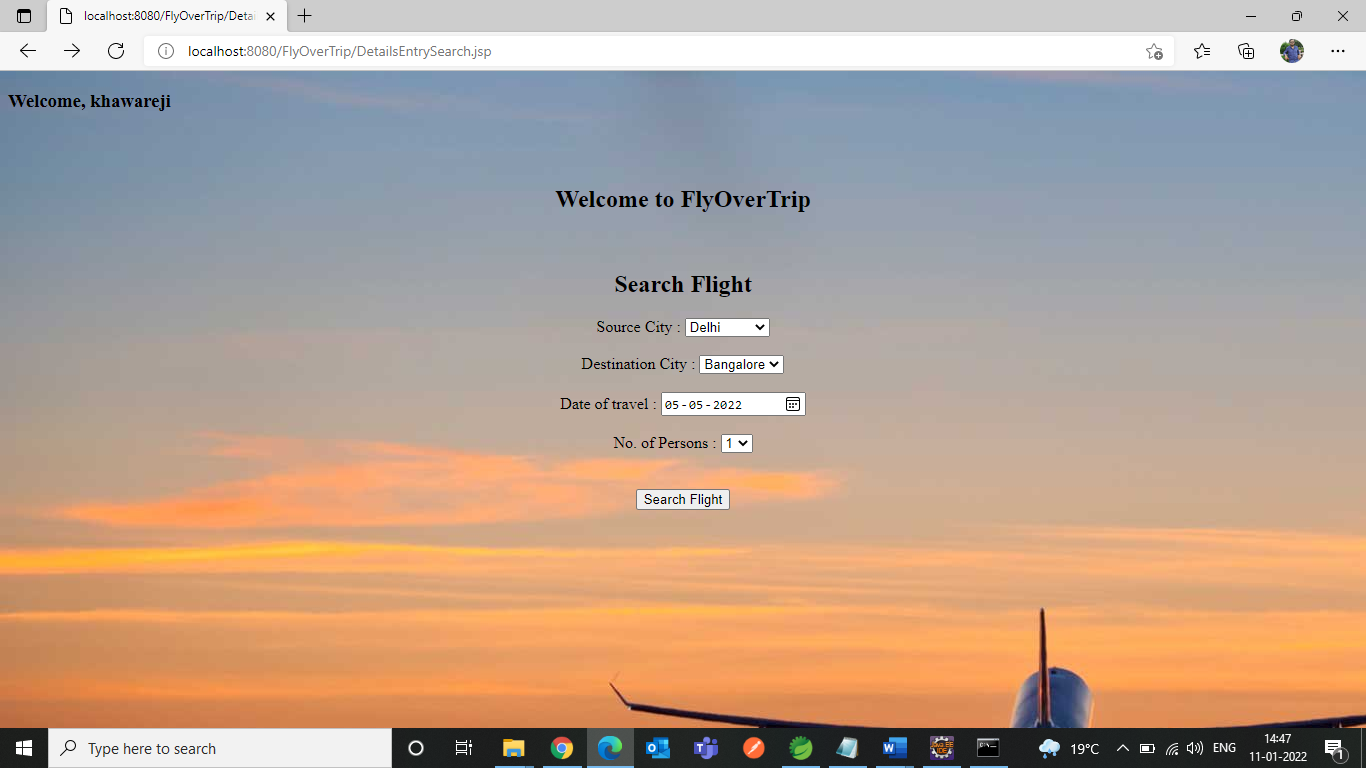 localhost:8080/FlyOverTrip/Deta
localhost:8080/FlyOverTrip/DetailsEntrySearch.jsp
Welcome, khawareji
Welcome to FlyOverTrip
Search Flight
Source City : Delhi
Destination City : Bangalore
Date of travel : 05-05-2022
No. of Persons : 1
Search Flight
Type here to search
19°C
ENG
14:47
11-01-2022
1